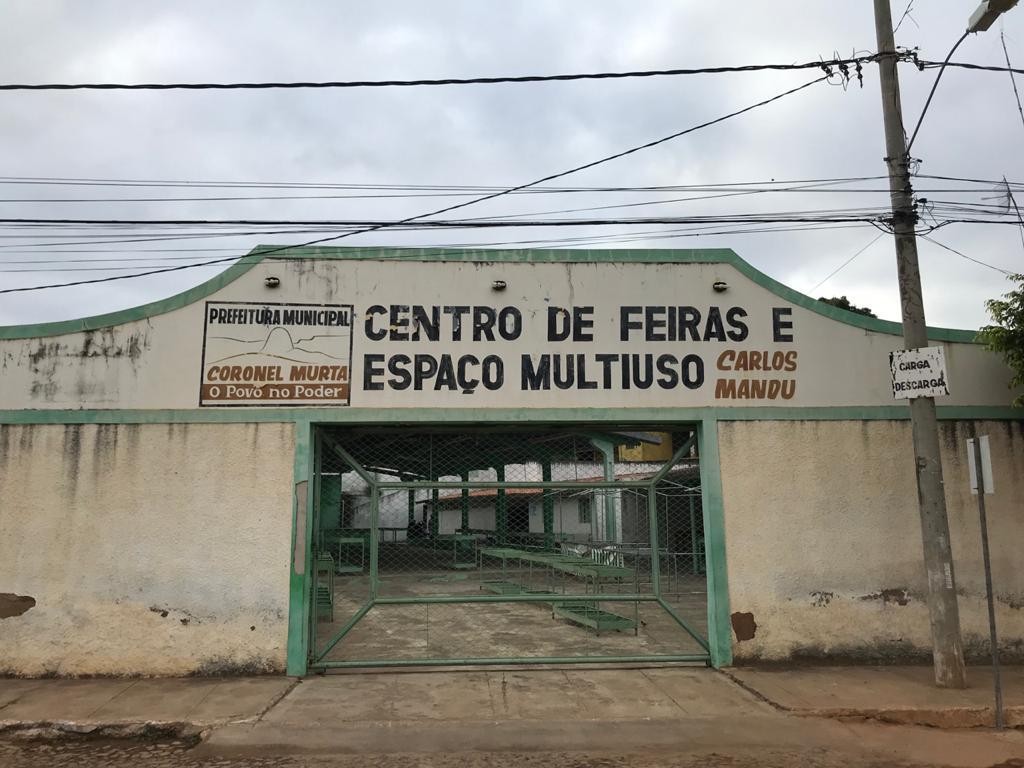 PREFEITURA MUNICIPAL
CORONEL MURTA
O Povo no Poder
CENTRO DE FEIRAS E
ESPAÇO MULTIUSO
CARLOS
MANDU
CARGA
DESCARGA